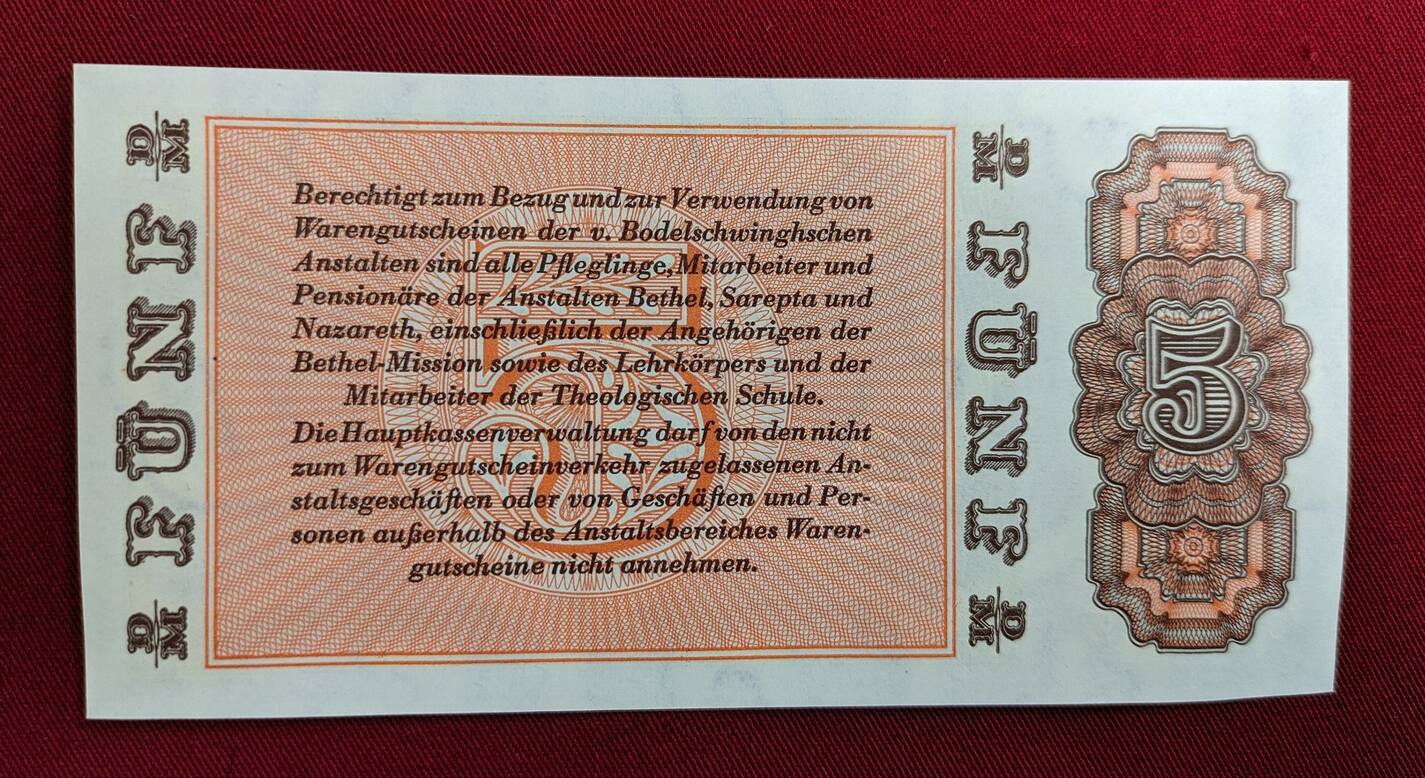 D
M
FÜNF
D
M
Berechtigt zum Bezug und zur Verwendung von
Warengutscheinen der v. Bodelschwinghschen
Anstalten sind alle Pfleglinge, Mitarbeiter und
Pensionäre der Anstalten Bethel, Sarepta und
Nazareth, einschließlich der Angehörigen der
Bethel-Mission sowie des Lehrkörpers und der
Mitarbeiter der Theologischen Schule.
Die Hauptkassenverwaltung darf von den nicht
zum Warengutscheinverkehr zugelassenen An-
staltsgeschäften oder von Geschäften und Per-
sonen außerhalb des Anstaltsbereiches Waren-
gutscheine nicht annehmen.
5
D
M
FÜNF
D
M
5